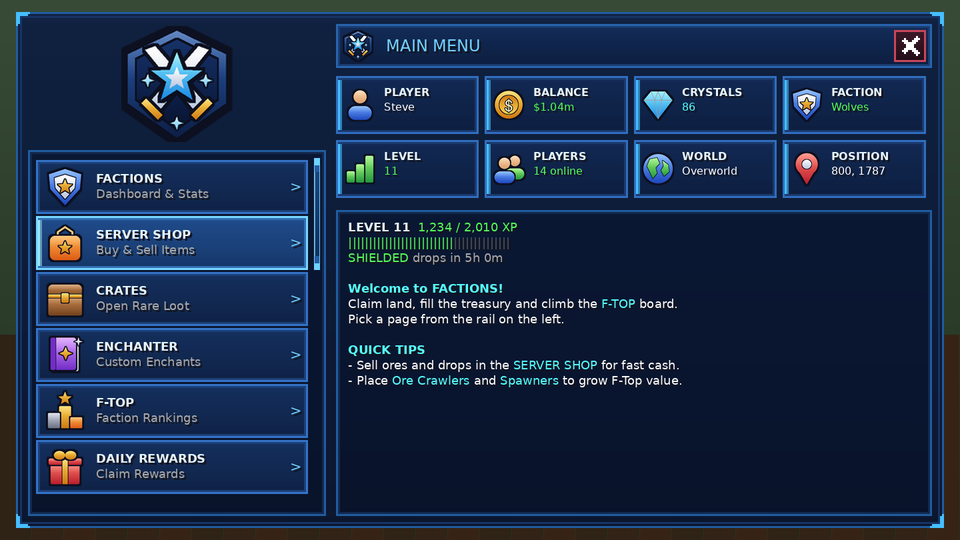 MAIN MENU
PLAYER
Steve
BALANCE
$1.04m
CRYSTALS
86
FACTION
Wolves
LEVEL
11
PLAYERS
14 online
WORLD
Overworld
POSITION
800, 1787
FACTIONS
Dashboard & Stats
>
SERVER SHOP
Buy & Sell Items
>
CRATES
Open Rare Loot
>
ENCHANTER
Custom Enchants
>
F-TOP
Faction Rankings
>
DAILY REWARDS
Claim Rewards
>
LEVEL 11 1,234 / 2,010 XP
SHIELDED drops in 5h 0m
Welcome to FACTIONS!
Claim land, fill the treasury and climb the F-TOP board.
Pick a page from the rail on the left.
QUICK TIPS
- Sell ores and drops in the SERVER SHOP for fast cash.
- Place Ore Crawlers and Spawners to grow F-Top value.